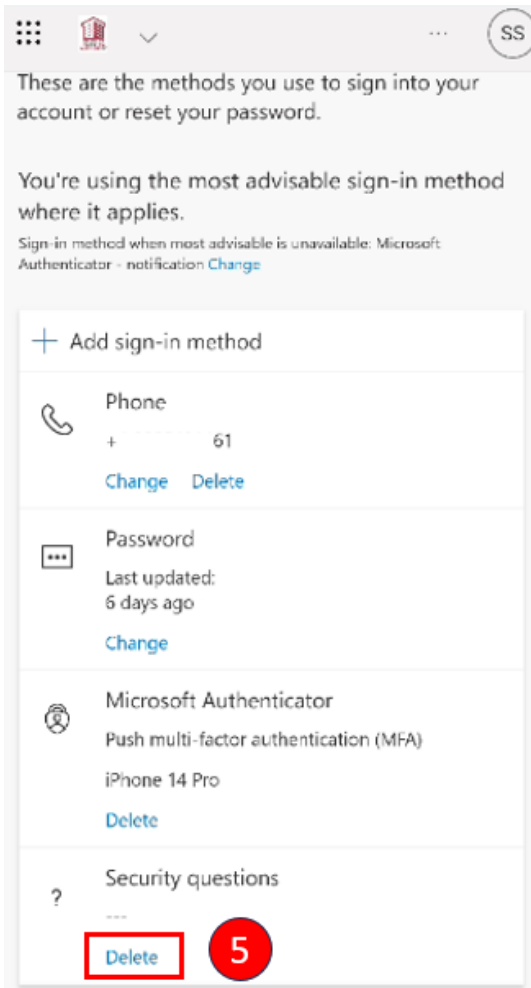 ...
SS
These are the methods you use to sign into your
account or reset your password.
You're using the most advisable sign-in method
where it applies.
Sign-in method when most advisable is unavailable: Microsoft
Authenticator - notification Change
+ Add sign-in method
Phone
+ 61
Change Delete
Password
Last updated:
6 days ago
Change
Microsoft Authenticator
Push multi-factor authentication (MFA)
iPhone 14 Pro
Delete
Security questions
?
---
Delete 5